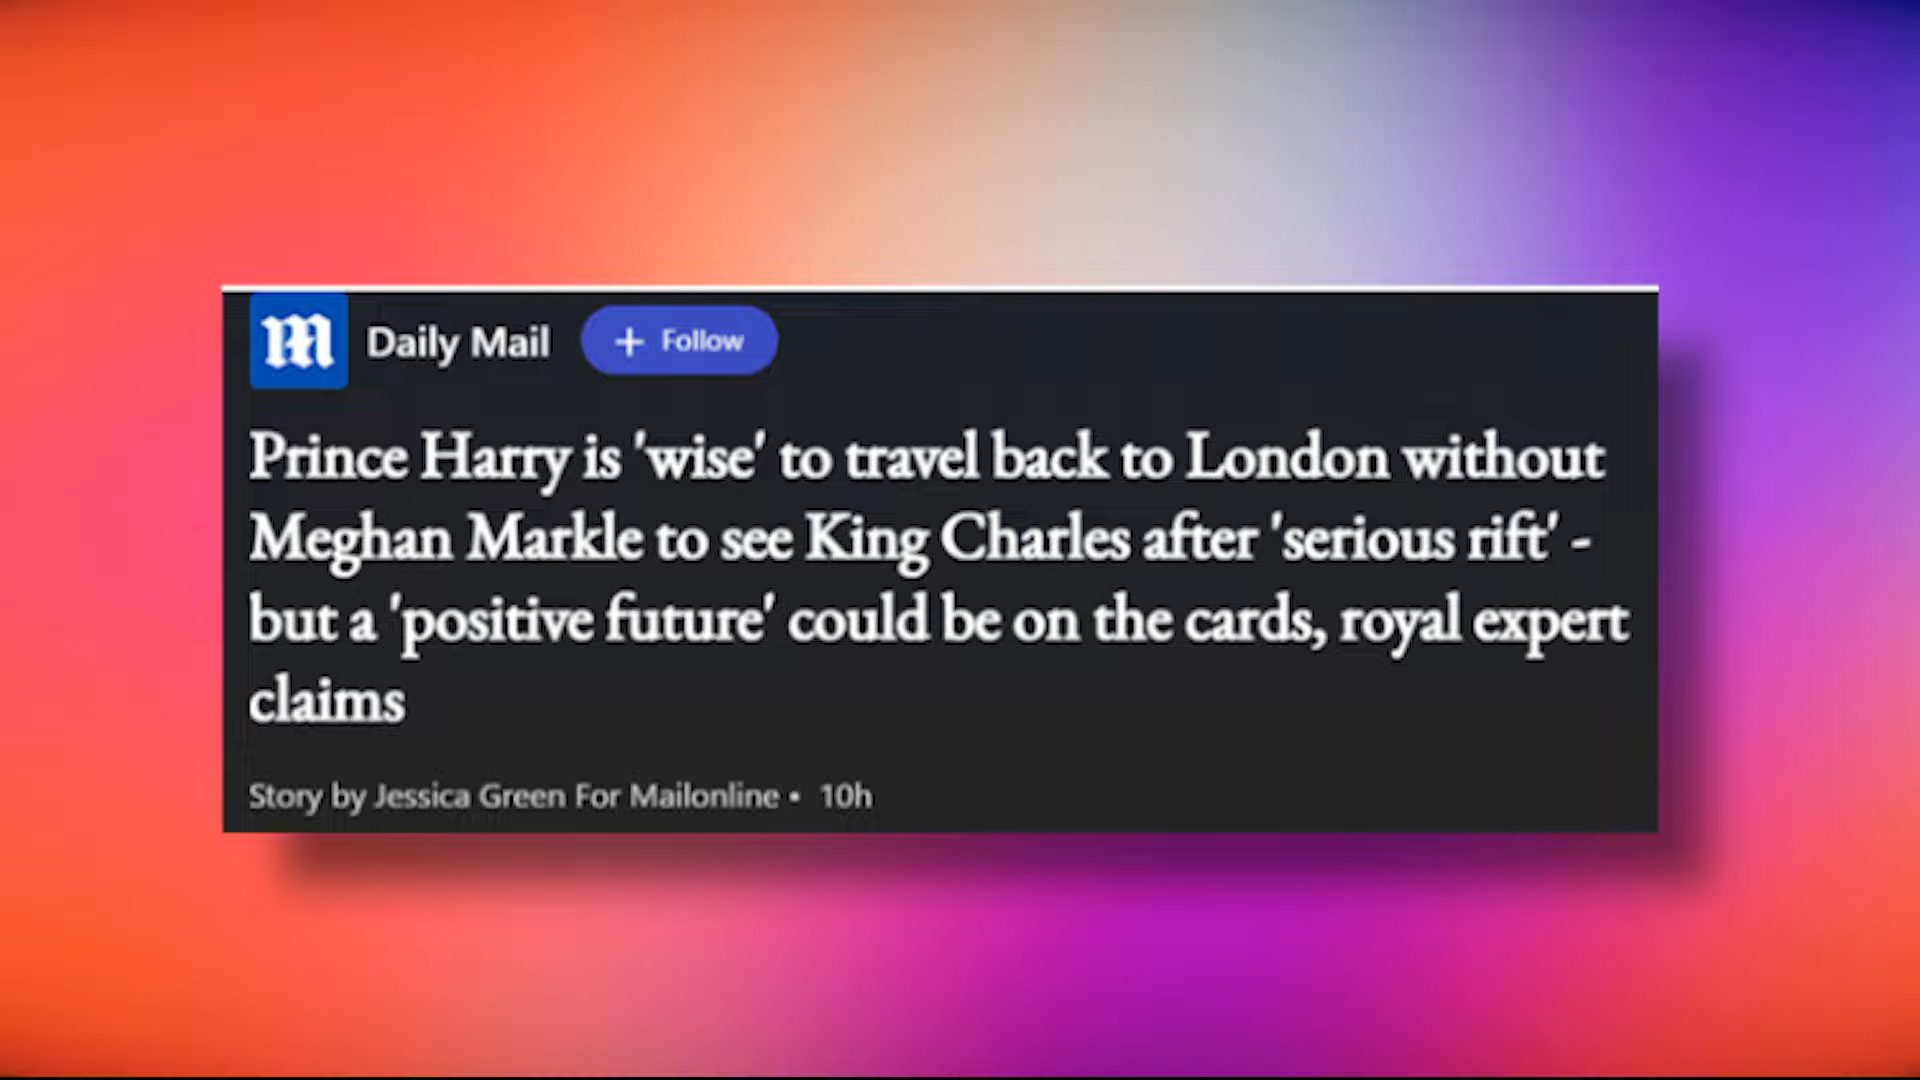 Daily Mail + Follow
Prince Harry is 'wise' to travel back to London without
Meghan Markle to see King Charles after 'serious rift' -
but a 'positive future' could be on the cards, royal expert
claims
Story by Jessica Green For Mailonline • 10h